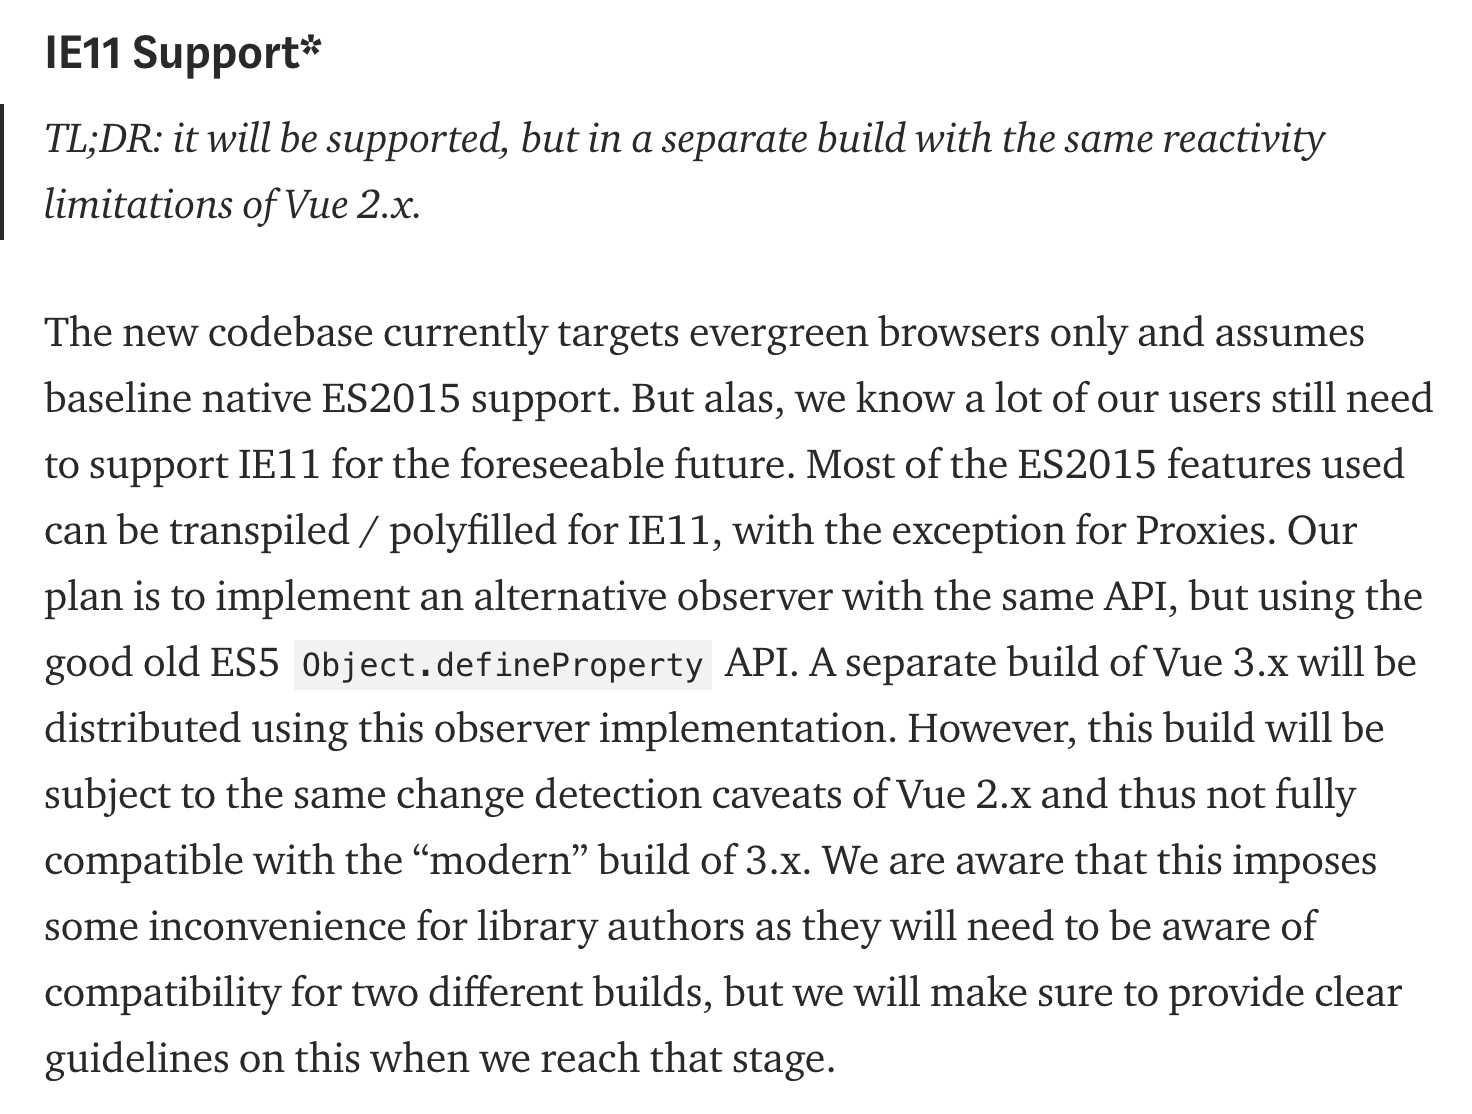 IE11 Support*
TL;DR: it will be supported, but in a separate build with the same reactivity
limitations of Vue 2.x.
The new codebase currently targets evergreen browsers only and assumes
baseline native ES2015 support. But alas, we know a lot of our users still need
to support IE11 for the foreseeable future. Most of the ES2015 features used
can be transpiled / polyfilled for IE11, with the exception for Proxies. Our
plan is to implement an alternative observer with the same API, but using the
good old ES5 Object.defineProperty API. A separate build of Vue 3.x will be
distributed using this observer implementation. However, this build will be
subject to the same change detection caveats of Vue 2.x and thus not fully
compatible with the “modern” build of 3.x. We are aware that this imposes
some inconvenience for library authors as they will need to be aware of
compatibility for two different builds, but we will make sure to provide clear
guidelines on this when we reach that stage.